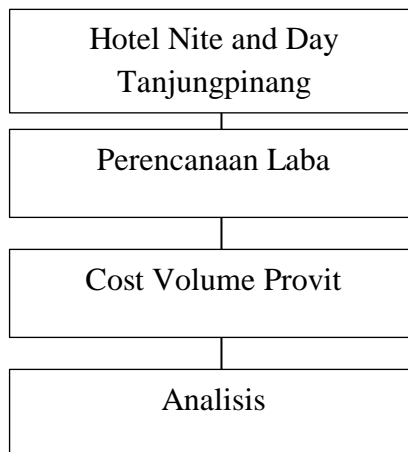 Hotel Nite and Day
Tanjungpinang
Perencanaan Laba
Cost Volume Provit
Analisis